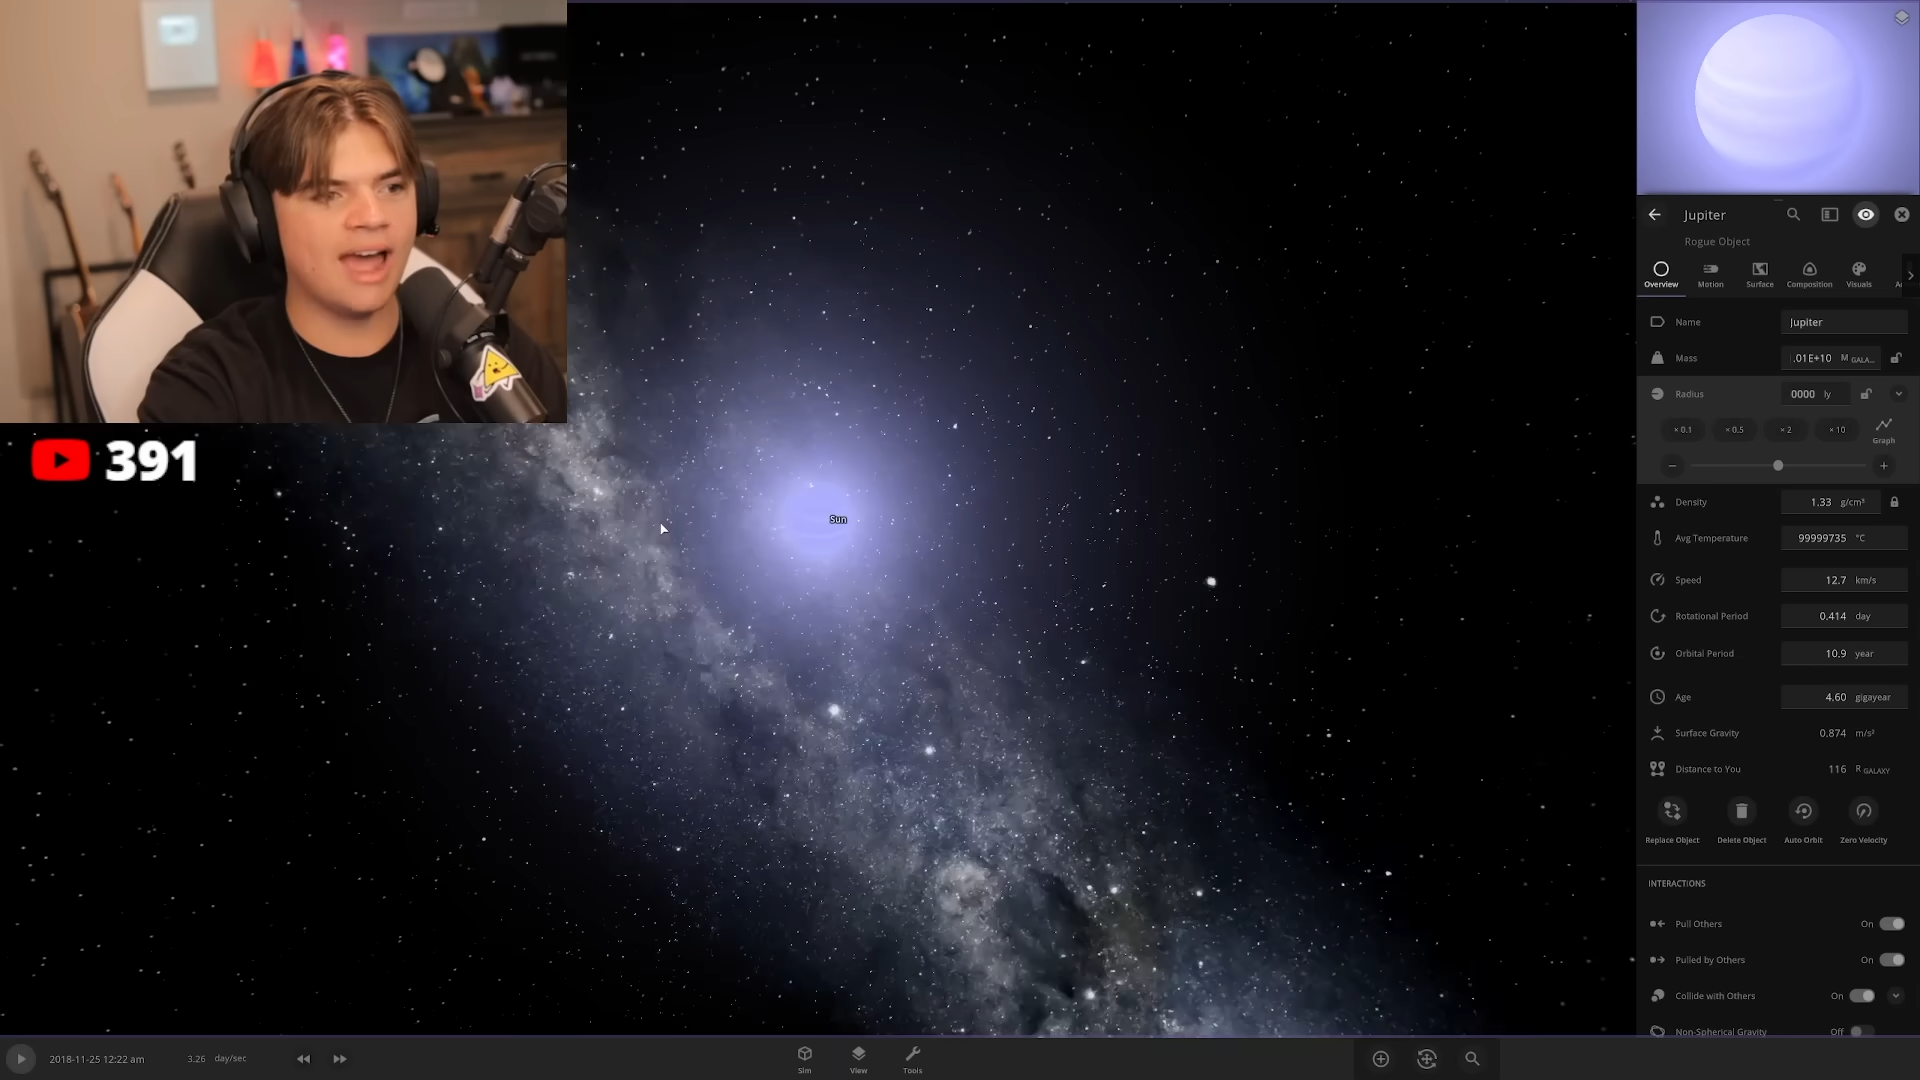 391
Sun
Jupiter
Rogue Object
Overview
Motion
Surface
Composition
Visuals
Name
Jupiter
Mass
.01E+10 M GALA...
Radius
0000 ly
× 0.1
× 0.5
× 2
× 10
Graph
Density
1.33 g/cm³
Avg Temperature
99999735 °C
Speed
12.7 km/s
Rotational Period
0.414 day
Orbital Period
10.9 year
Age
4.60 gigayear
Surface Gravity
0.874 m/s²
Distance to You
116 R GALAXY
Replace Object
Delete Object
Auto Orbit
Zero Velocity
INTERACTIONS
Pull Others
On
Pulled by Others
On
Collide with Others
On
Non-Spherical Gravity
Off
2018-11-25 12:22 am
3.26 day/sec
Sim
View
Tools